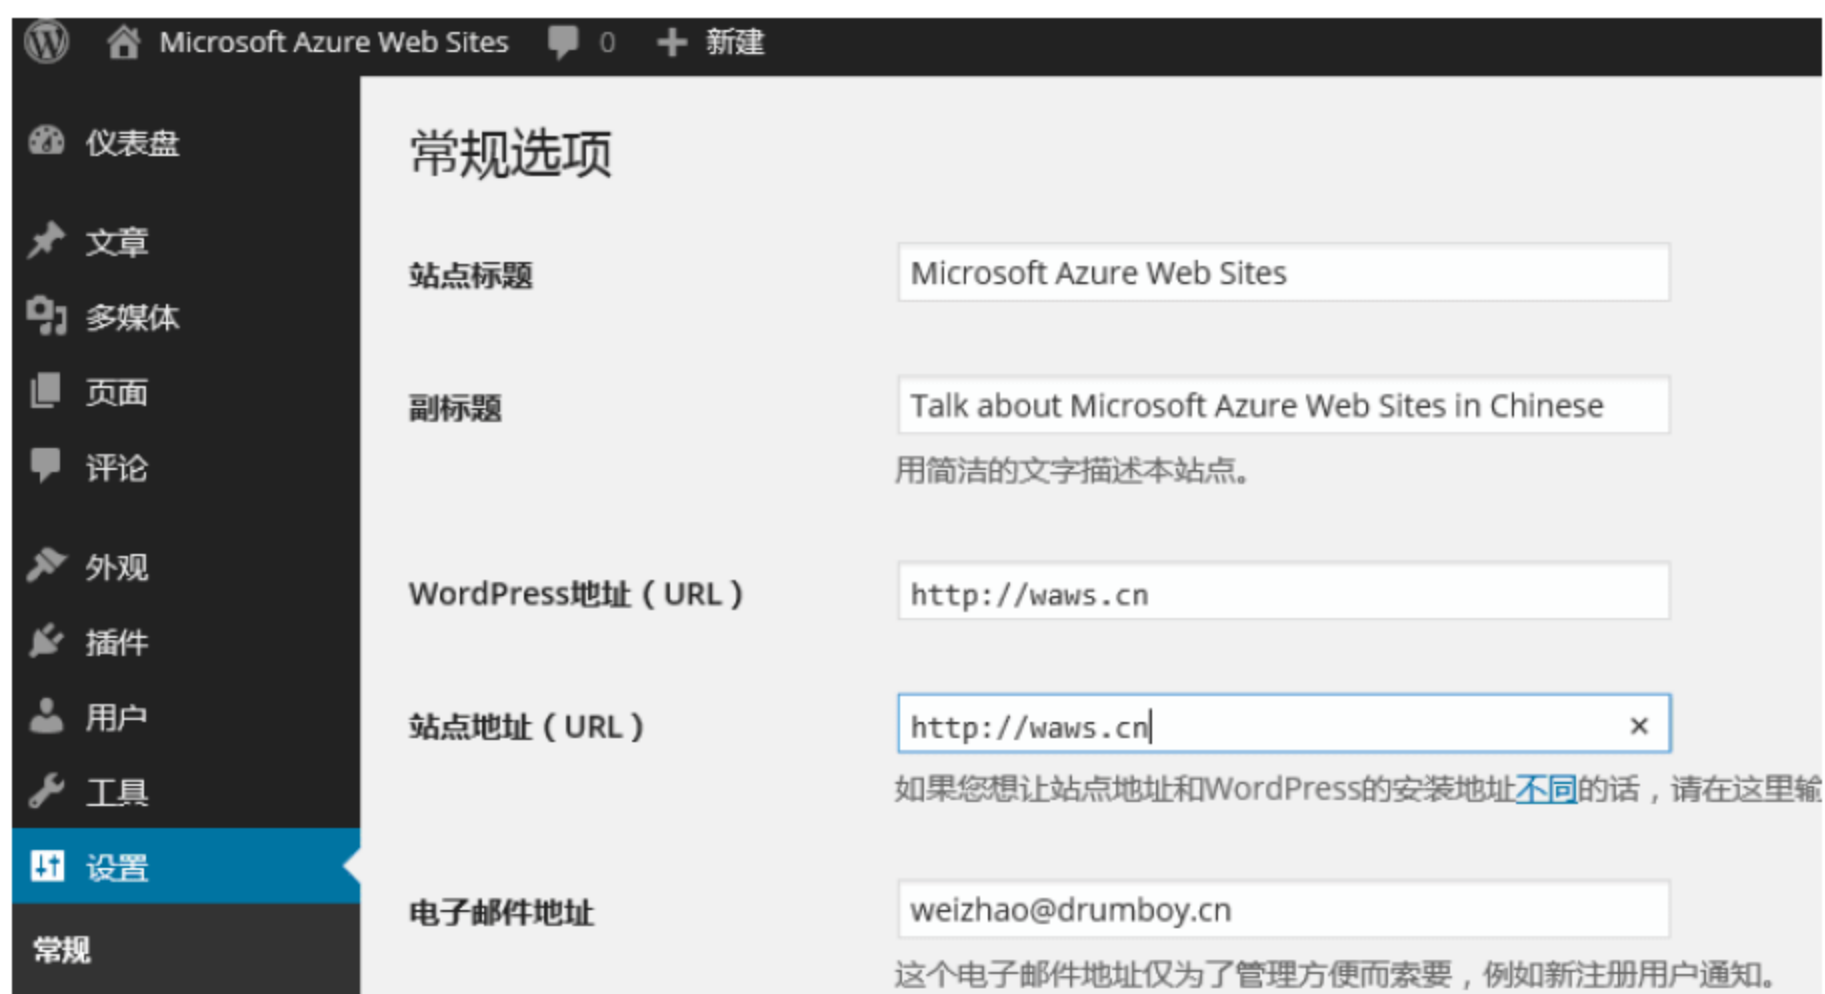 Microsoft Azure Web Sites 0 新建
仪表盘
文章
多媒体
页面
评论
外观
插件
用户
工具
设置
常规
常规选项
站点标题 Microsoft Azure Web Sites
副标题 Talk about Microsoft Azure Web Sites in Chinese
用简洁的文字描述本站点。
WordPress地址（URL） http://waws.cn
站点地址（URL） http://waws.cn
如果您想让站点地址和WordPress的安装地址不同的话，请在这里输
电子邮件地址 weizhao@drumboy.cn
这个电子邮件地址仅为了管理方便而索要，例如新注册用户通知。